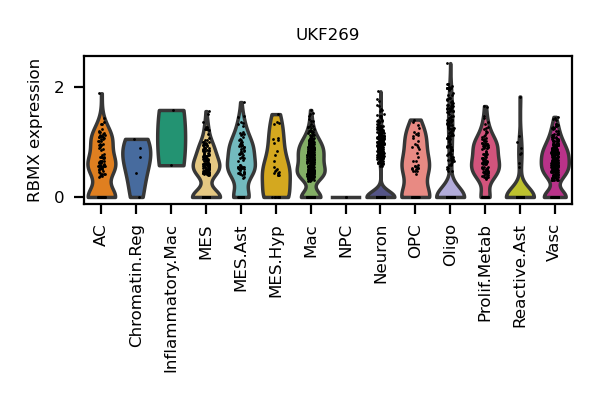 UKF269
RBMX expression
2
0
AC
Chromatin.Reg
Inflammatory.Mac
MES
MES.Ast
MES.Hyp
Mac
NPC
Neuron
OPC
Oligo
Prolif.Metab
Reactive.Ast
Vasc